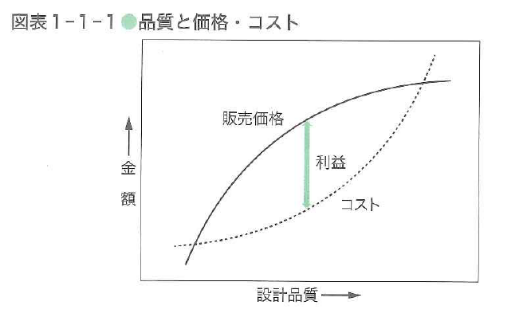 図表1-1-1●品質と価格・コスト
販売価格
利益
コスト
金額
設計品質